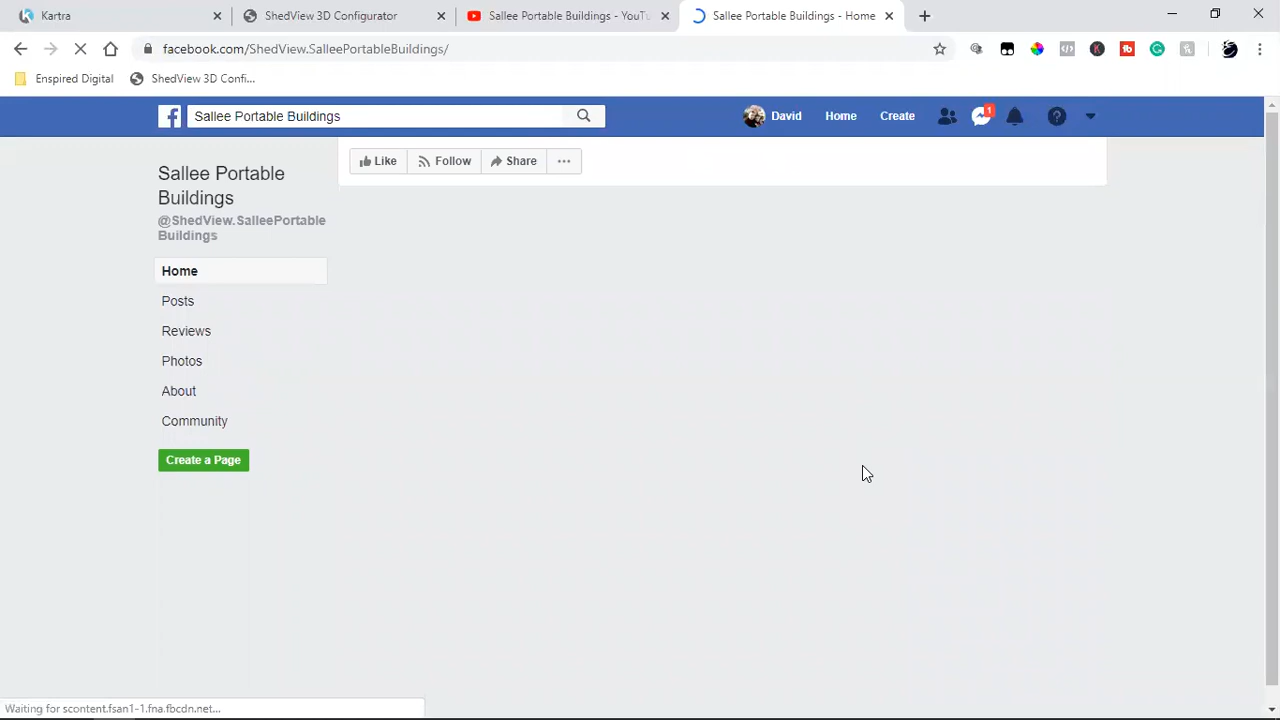 Kartra
ShedView 3D Configurator
Sallee Portable Buildings - YouTu
Sallee Portable Buildings - Home
facebook.com/ShedView.SalleePortableBuildings/
Enspired Digital
ShedView 3D Confi...
Sallee Portable Buildings
David
Home
Create
1
Like
Follow
Share
Sallee Portable
Buildings
@ShedView.SalleePortable
Buildings
Home
Posts
Reviews
Photos
About
Community
Create a Page
Waiting for scontent.fsan1-1.fna.fbcdn.net...